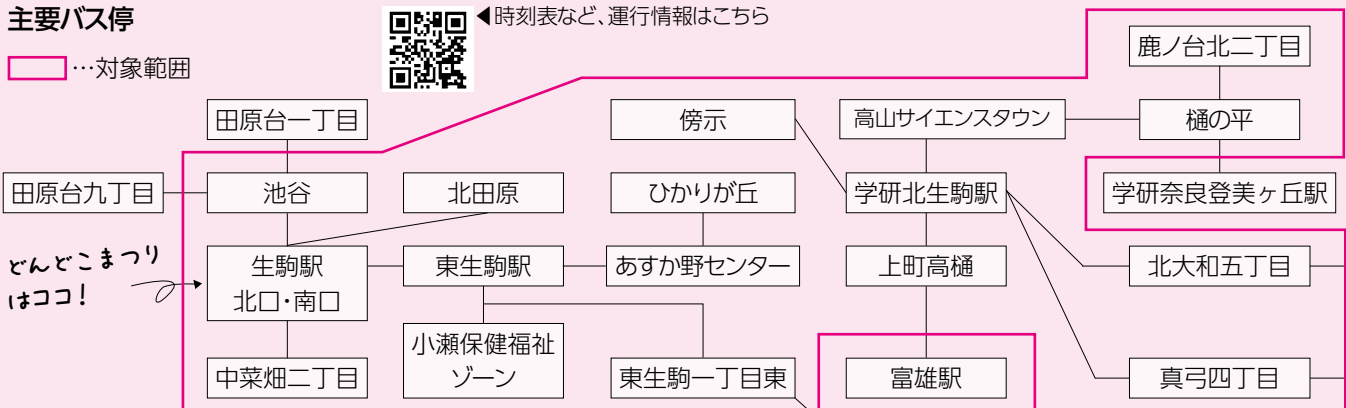 主要バス停
◀時刻表など、運行情報はこちら
…対象範囲
鹿ノ台北二丁目
田原台一丁目
傍示
高山サイエンスタウン
樋の平
田原台九丁目
池谷
北田原
ひかりが丘
学研北生駒駅
学研奈良登美ヶ丘駅
どんどこまつり
はココ！
生駒駅
北口・南口
東生駒駅
あすか野センター
上町高樋
北大和五丁目
小瀬保健福祉
ゾーン
中菜畑二丁目
東生駒一丁目東
富雄駅
真弓四丁目